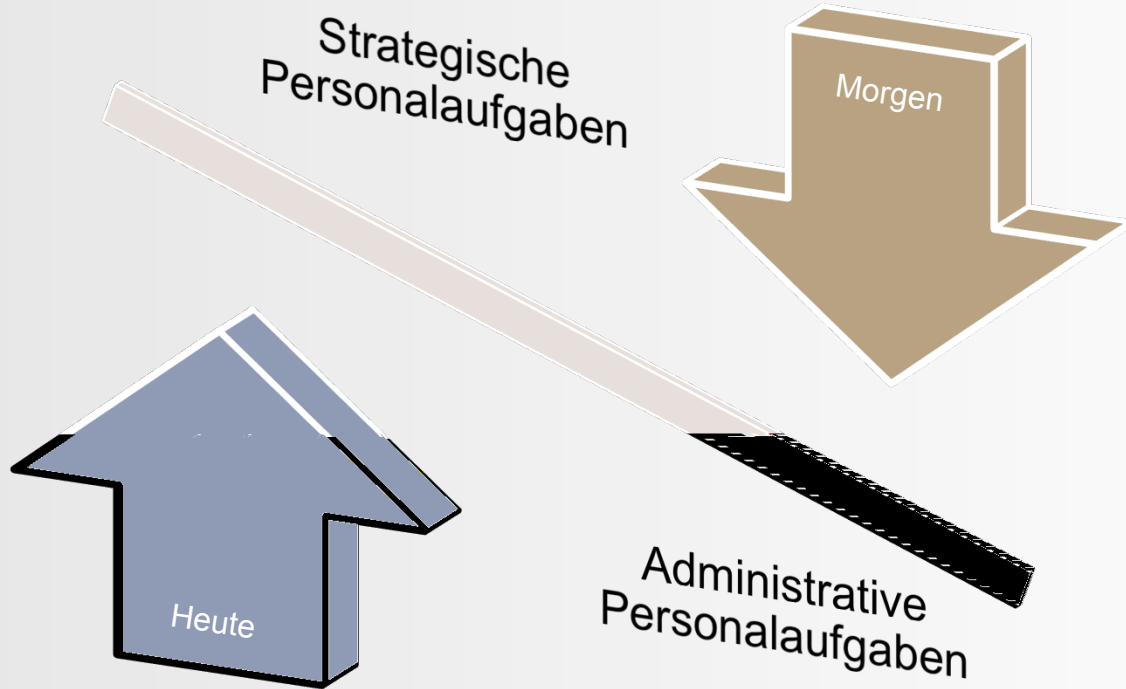 Strategische
Personalaufgaben
Morgen
Heute
Administrative
Personalaufgaben